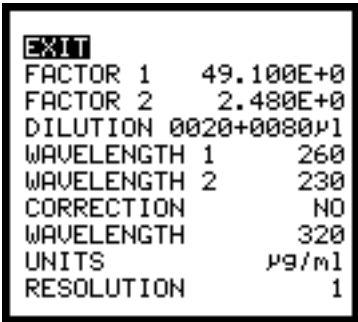 EXIT
FACTOR 1 49.100E+0
FACTOR 2 2.480E+0
DILUTION 0020+0080µl
WAVELENGTH 1 260
WAVELENGTH 2 230
CORRECTION NO
WAVELENGTH 320
UNITS µg/ml
RESOLUTION 1